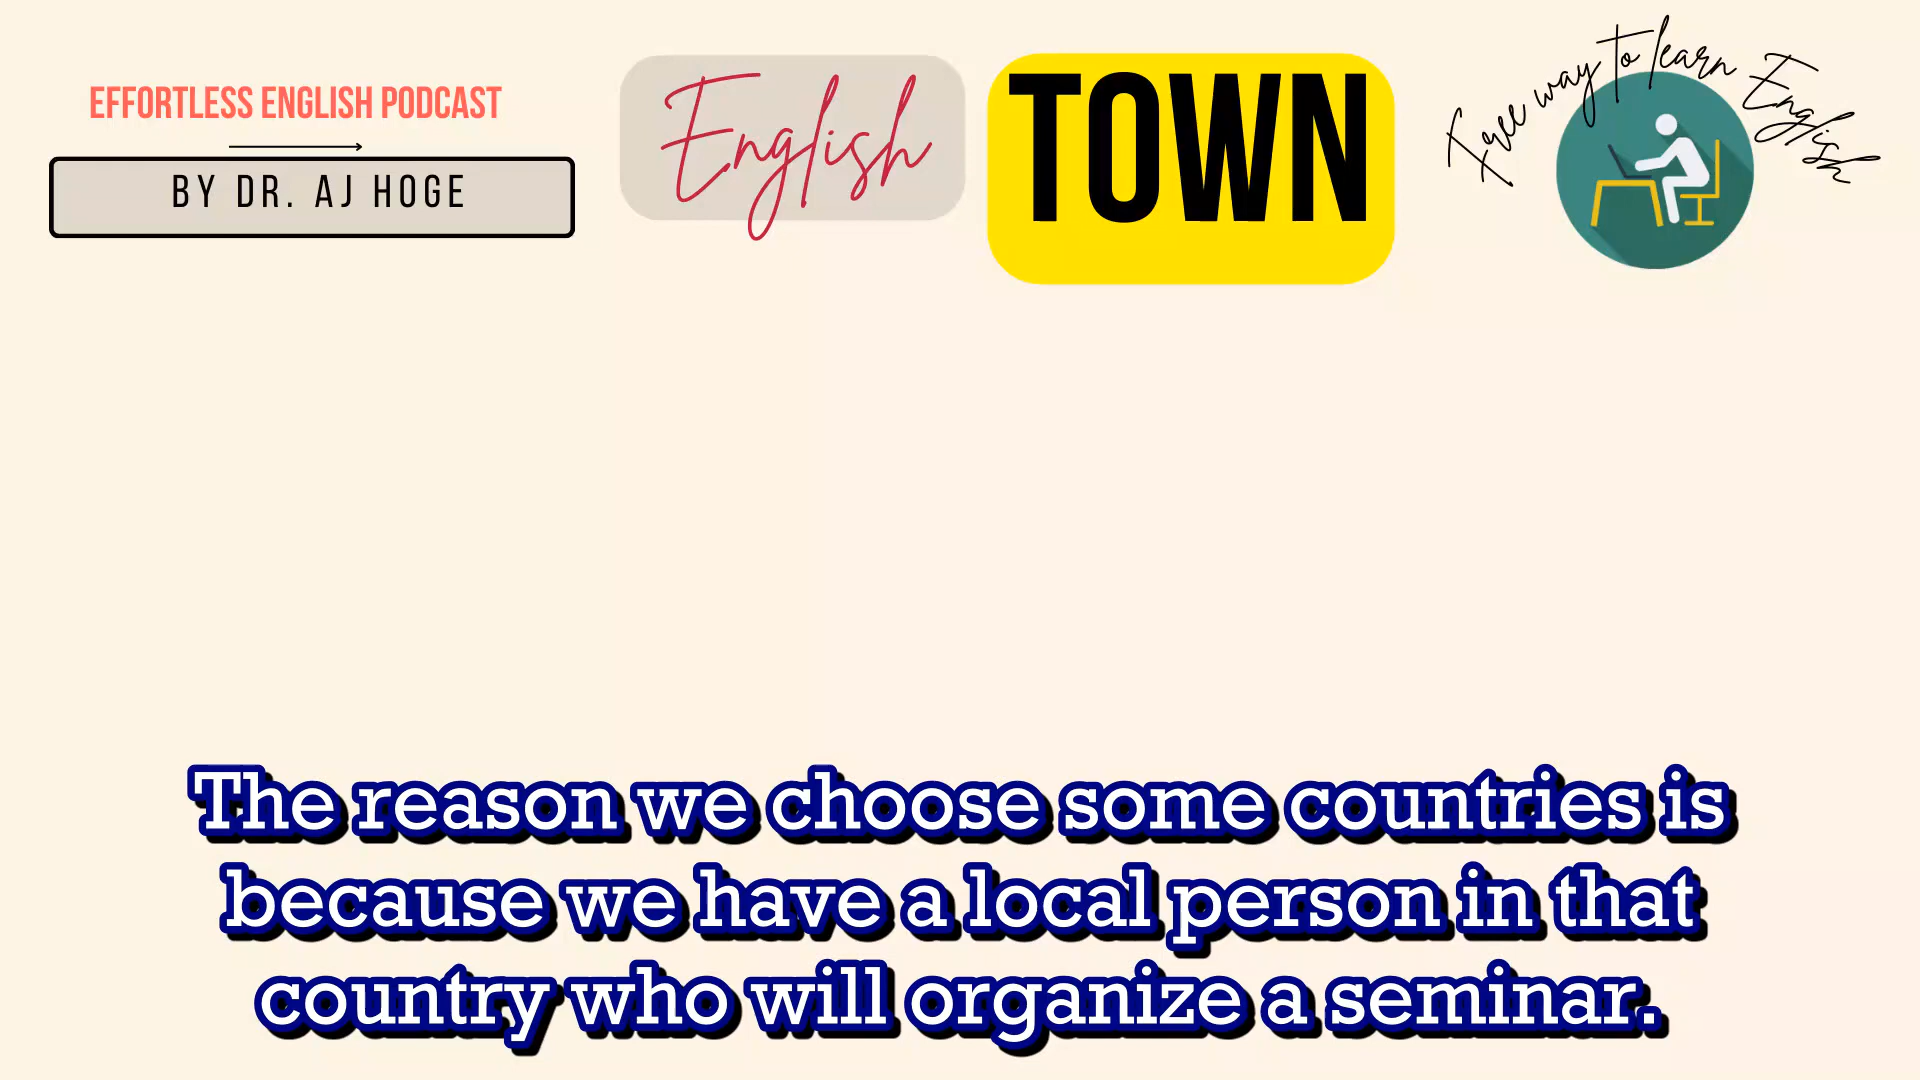 EFFORTLESS ENGLISH PODCAST
BY DR. AJ HOGE
English
TOWN
Free way to learn English
The reason we choose some countries is
because we have a local person in that
country who will organize a seminar.